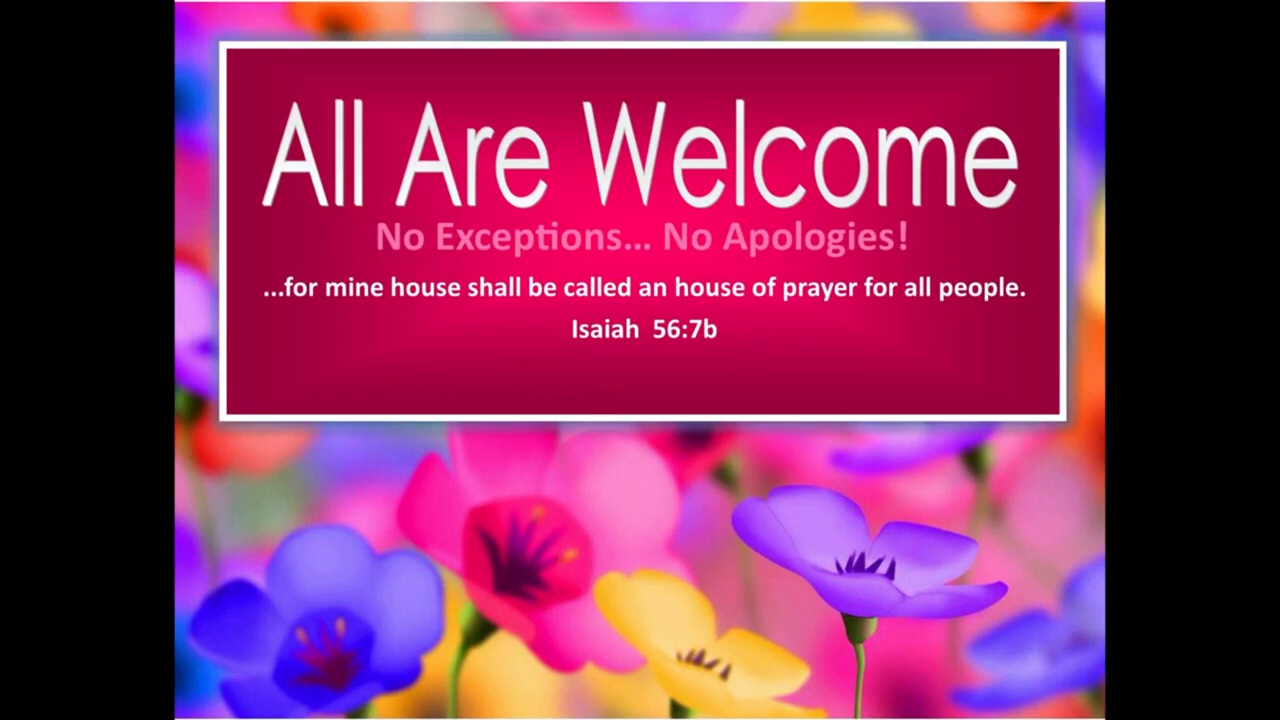 All Are Welcome
No Exceptions... No Apologies!
...for mine house shall be called an house of prayer for all people.
Isaiah  56:7b